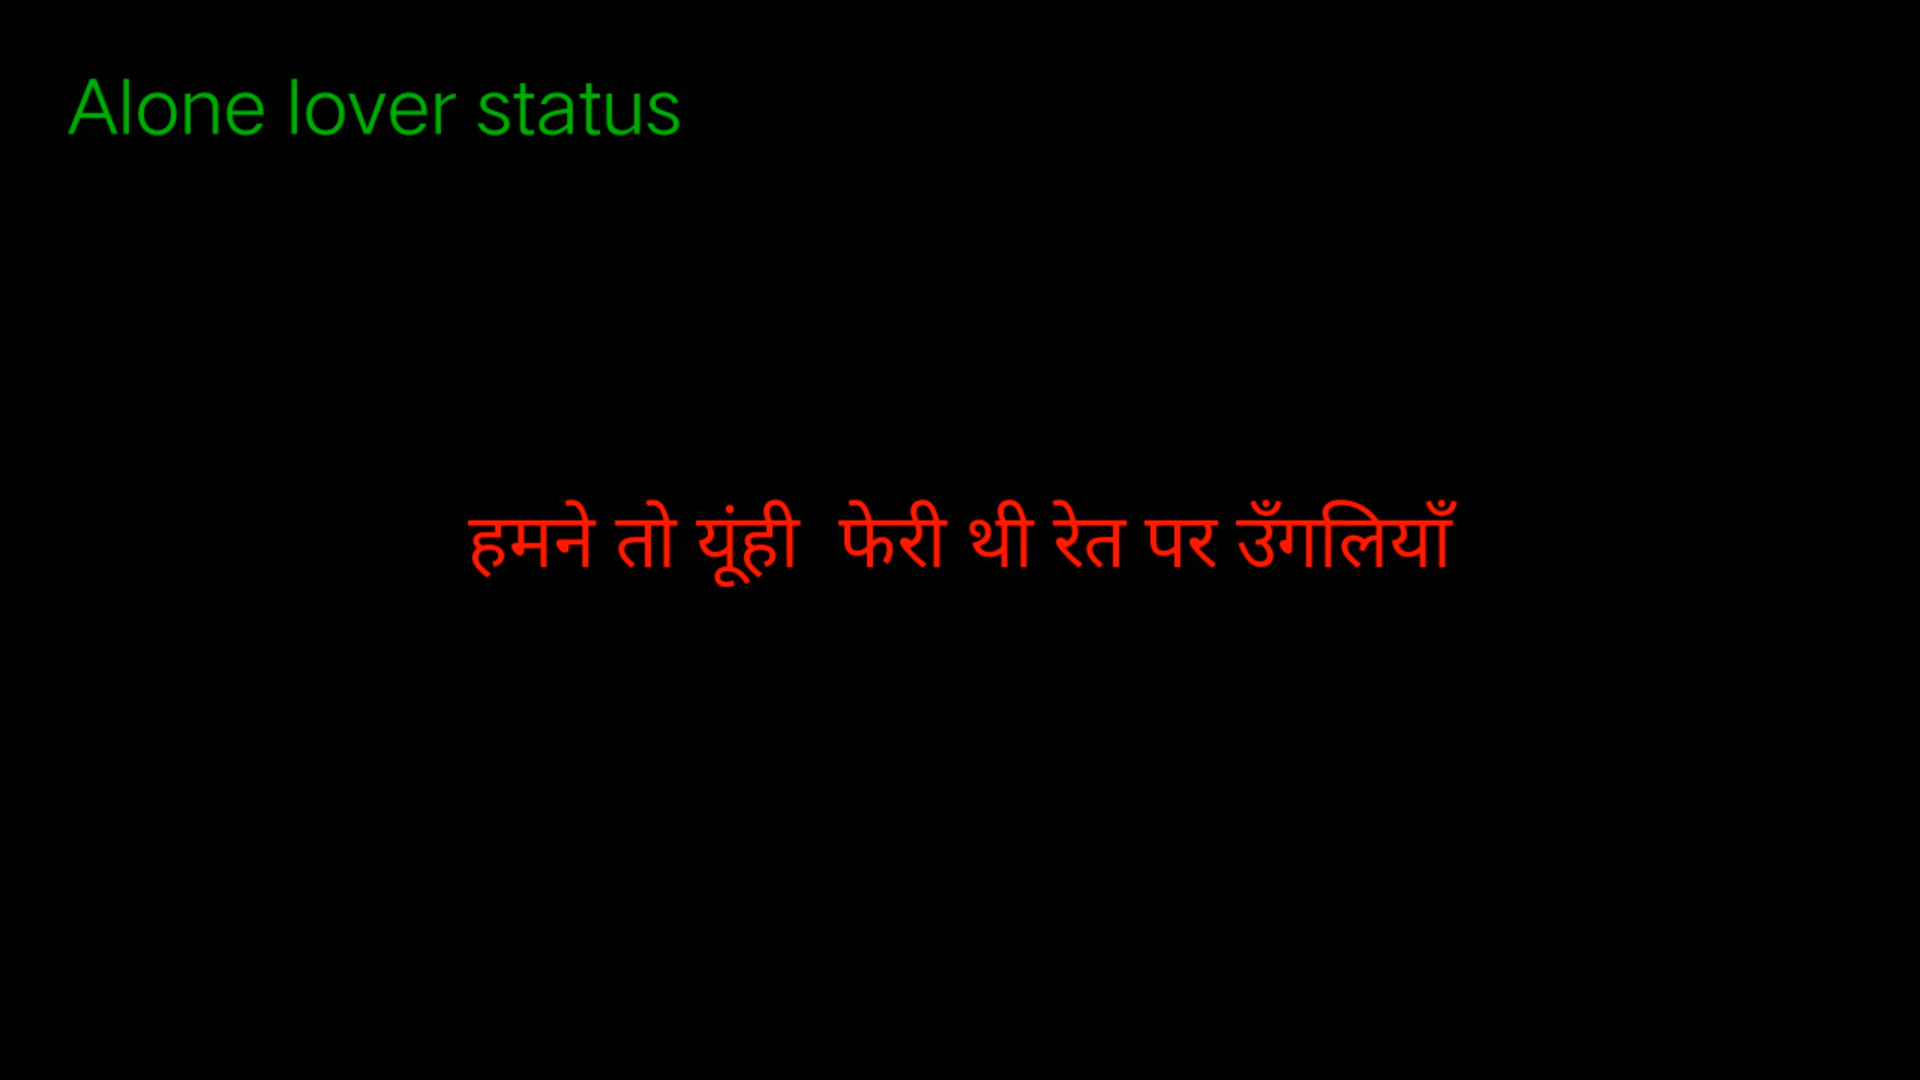 Alone lover status
हमने तो यूंही फेरी थी रेत पर उँगलियाँ